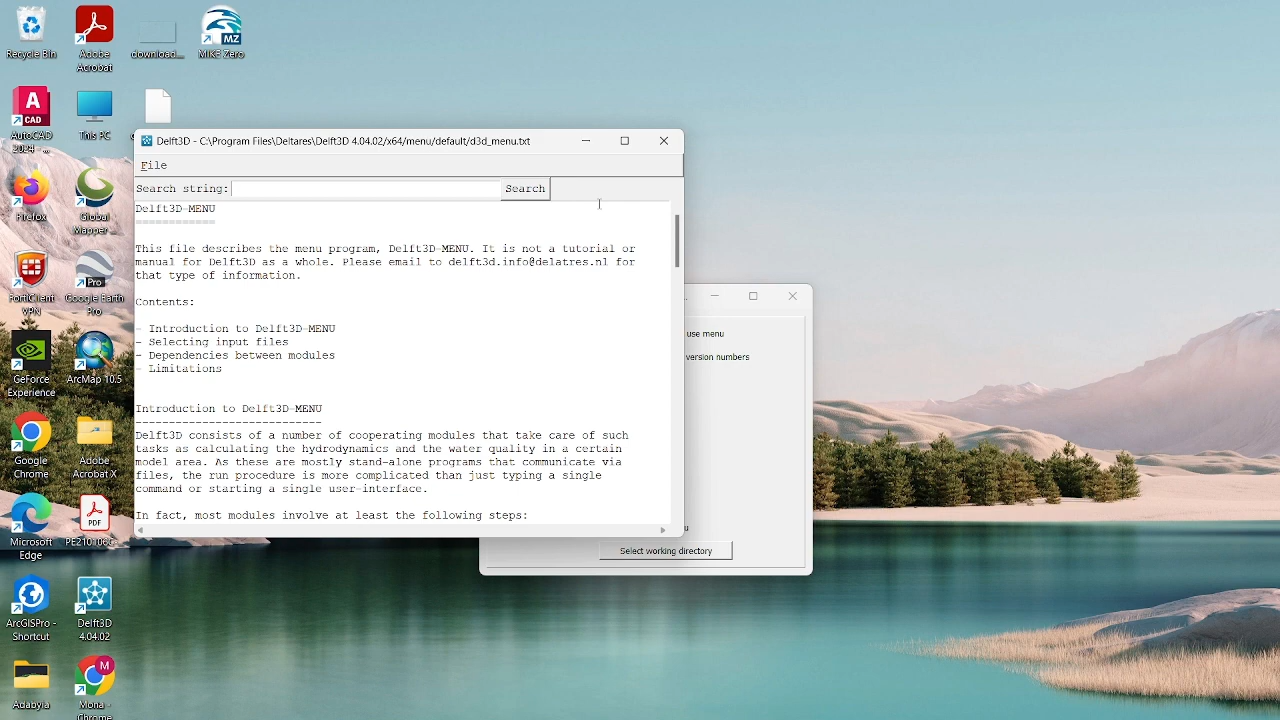 Recycle Bin
Adobe Acrobat
download...
MIKE Zero
MZ
A
CAD
AutoCAD 2024 - ...
This PC
Firefox
Global Mapper...
FortiClient VPN
Pro
Google Earth Pro
GeForce Experience
ArcMap 10.5
Google Chrome
Adobe Acrobat X
Microsoft Edge
PDF
ArcGISPro - Shortcut
Delft3D 4.04.02
Adabyia
M
Mona - Chrome
Delft3D - C:\Program Files\Deltares\Delft3D 4.04.02/x64/menu/default/d3d_menu.txt
File
Search string:
Search
Delft3D-MENU
============
This file describes the menu program, Delft3D-MENU. It is not a tutorial or
manual for Delft3D as a whole. Please email to delft3d.info@delatres.nl for
that type of information.
Contents:
- Introduction to Delft3D-MENU
- Selecting input files
- Dependencies between modules
- Limitations
Introduction to Delft3D-MENU
----------------------------
Delft3D consists of a number of cooperating modules that take care of such
tasks as calculating the hydrodynamics and the water quality in a certain
model area. As these are mostly stand-alone programs that communicate via
files, the run procedure is more complicated than just typing a single
command or starting a single user-interface.
In fact, most modules involve at least the following steps:
use menu
version numbers
Select working directory